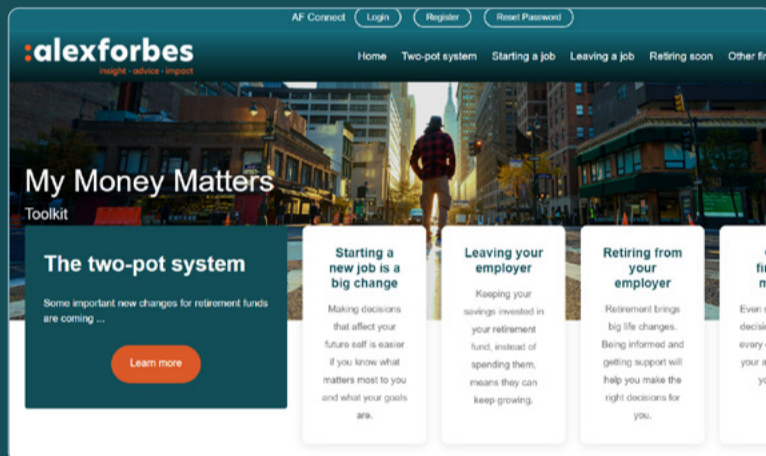 AF Connect Login Register Reset Password
:alexforbes
insight · advice · impact
Home Two-pot system Starting a job Leaving a job Retiring soon Other
My Money Matters
Toolkit
The two-pot system
Some important new changes for retirement funds
are coming ...
Learn more
Starting a
new job is a
big change
Making decisions
that affect your
future self is easier
if you know what
matters most to you
and what your goals
are.
Leaving your
employer
Keeping your
savings invested in
your retirement
fund, instead of
spending them,
means they can
keep growing.
Retiring from
your
employer
Retirement brings
big life changes.
Being informed and
getting support will
help you make the
right decisions for
you.
Even
every
your